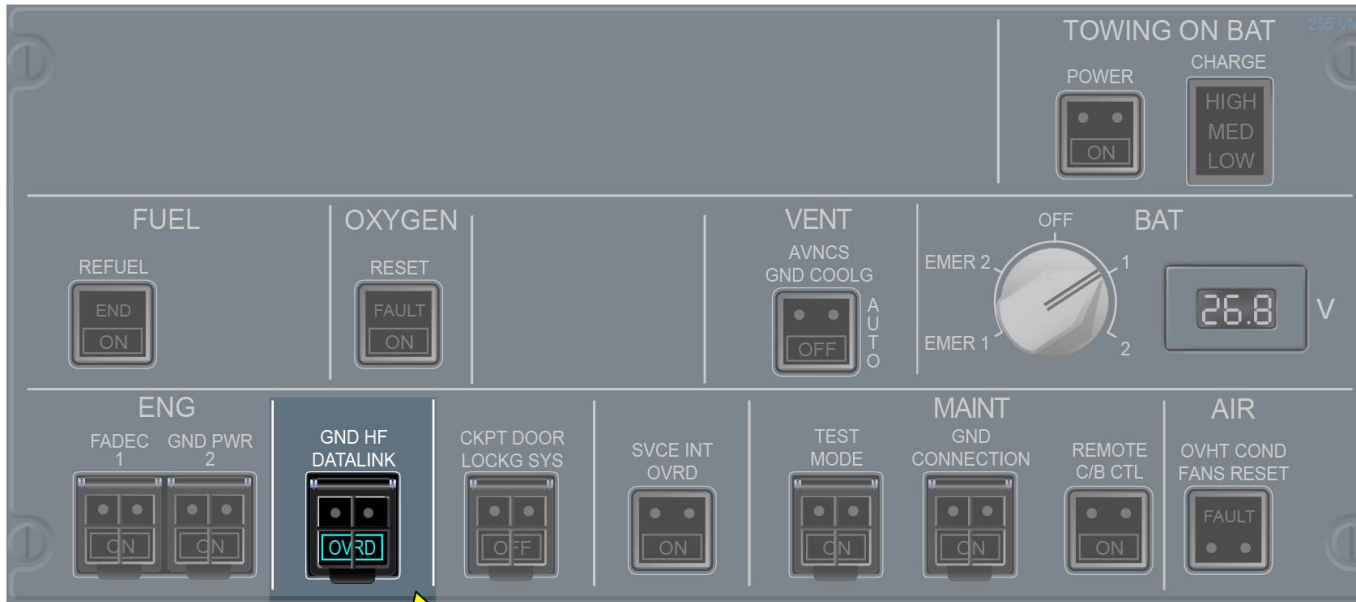 TOWING ON BAT
255 VM
POWER
CHARGE
ON
HIGH
MED
LOW
FUEL
OXYGEN
VENT
BAT
REFUEL
END
ON
RESET
FAULT
ON
AVNCS
GND COOLG
OFF
AUTO
OFF
EMER 2
EMER 1
1
2
26.8
V
ENG
FADEC GND PWR
1 2
ON ON
GND HF
DATALINK
OVRD
CKPT DOOR
LOCKG SYS
OFF
SVCE INT
OVRD
ON
MAINT
TEST
MODE
ON
GND
CONNECTION
ON
REMOTE
C/B CTL
ON
AIR
OVHT COND
FANS RESET
FAULT